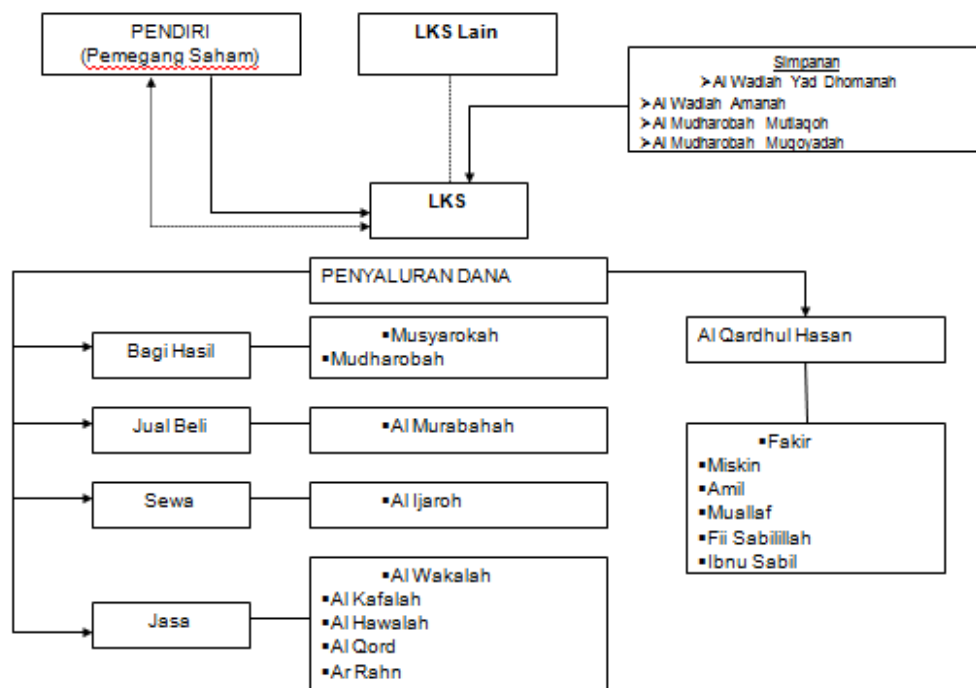 PENDIRI
(Pemegang Saham)
LKS Lain
Simpanan
➤Al Wadiah Yad Dhomanah
➤Al Wadiah Amanah
➤Al Mudharobah Mutlaqoh
➤Al Mudharobah Muqoyadah
LKS
PENYALURAN DANA
Bagi Hasil
▪Musyarokah
▪Mudharobah
Al Qardhul Hasan
Jual Beli
▪Al Murabahah
▪Fakir
▪Miskin
▪Amil
▪Muallaf
▪Fii Sabilillah
▪Ibnu Sabil
Sewa
▪Al Ijaroh
Jasa
▪Al Wakalah
▪Al Kafalah
▪Al Hawalah
▪Al Qord
▪Ar Rahn